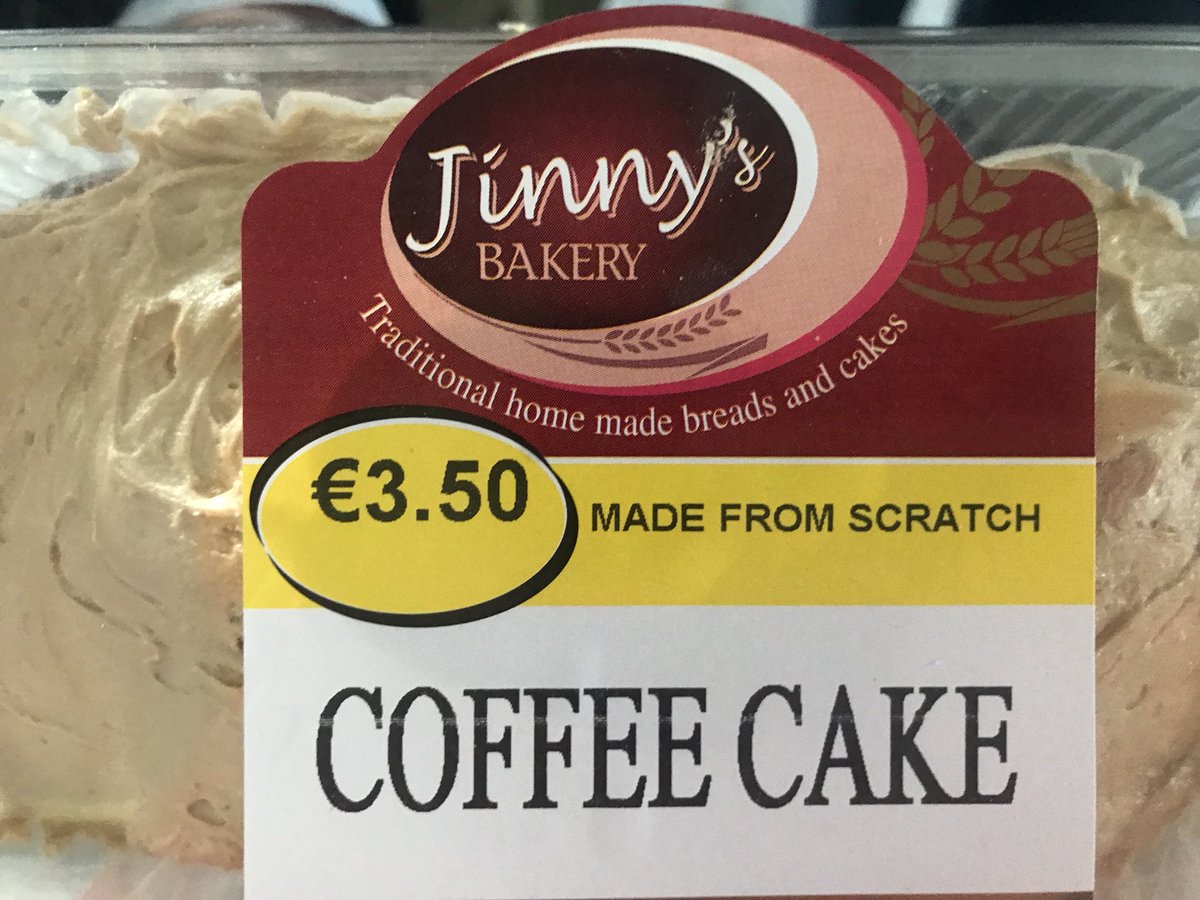 Jinny's
BAKERY
Traditional home made breads and cakes
€3.50
MADE FROM SCRATCH
COFFEE CAKE